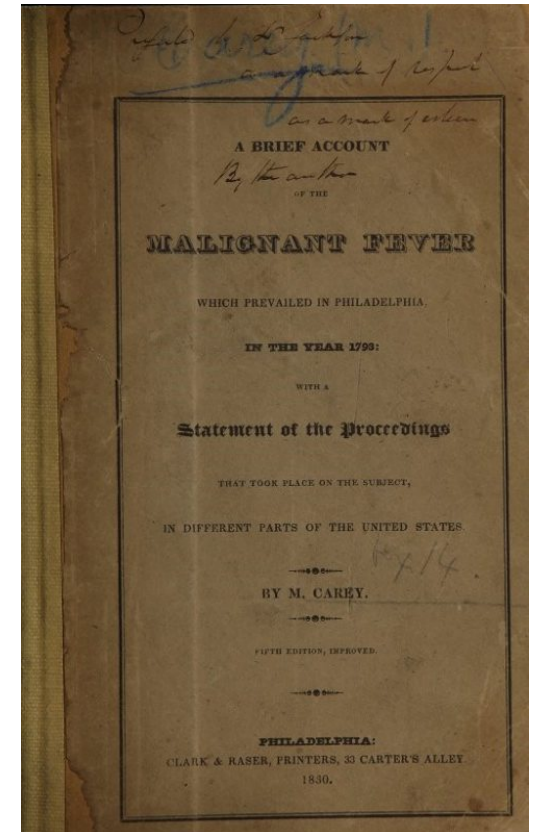 Carey M
as a mark of respect
as a mark of esteem
A BRIEF ACCOUNT
By the author
OF THE
MALIGNANT FEVER
WHICH PREVAILED IN PHILADELPHIA,
IN THE YEAR 1793:
WITH A
Statement of the Proceedings
THAT TOOK PLACE ON THE SUBJECT,
IN DIFFERENT PARTS OF THE UNITED STATES.
BY M. CAREY.
FIFTH EDITION, IMPROVED.
PHILADELPHIA:
CLARK & RASER, PRINTERS, 33 CARTER'S ALLEY.
1830.